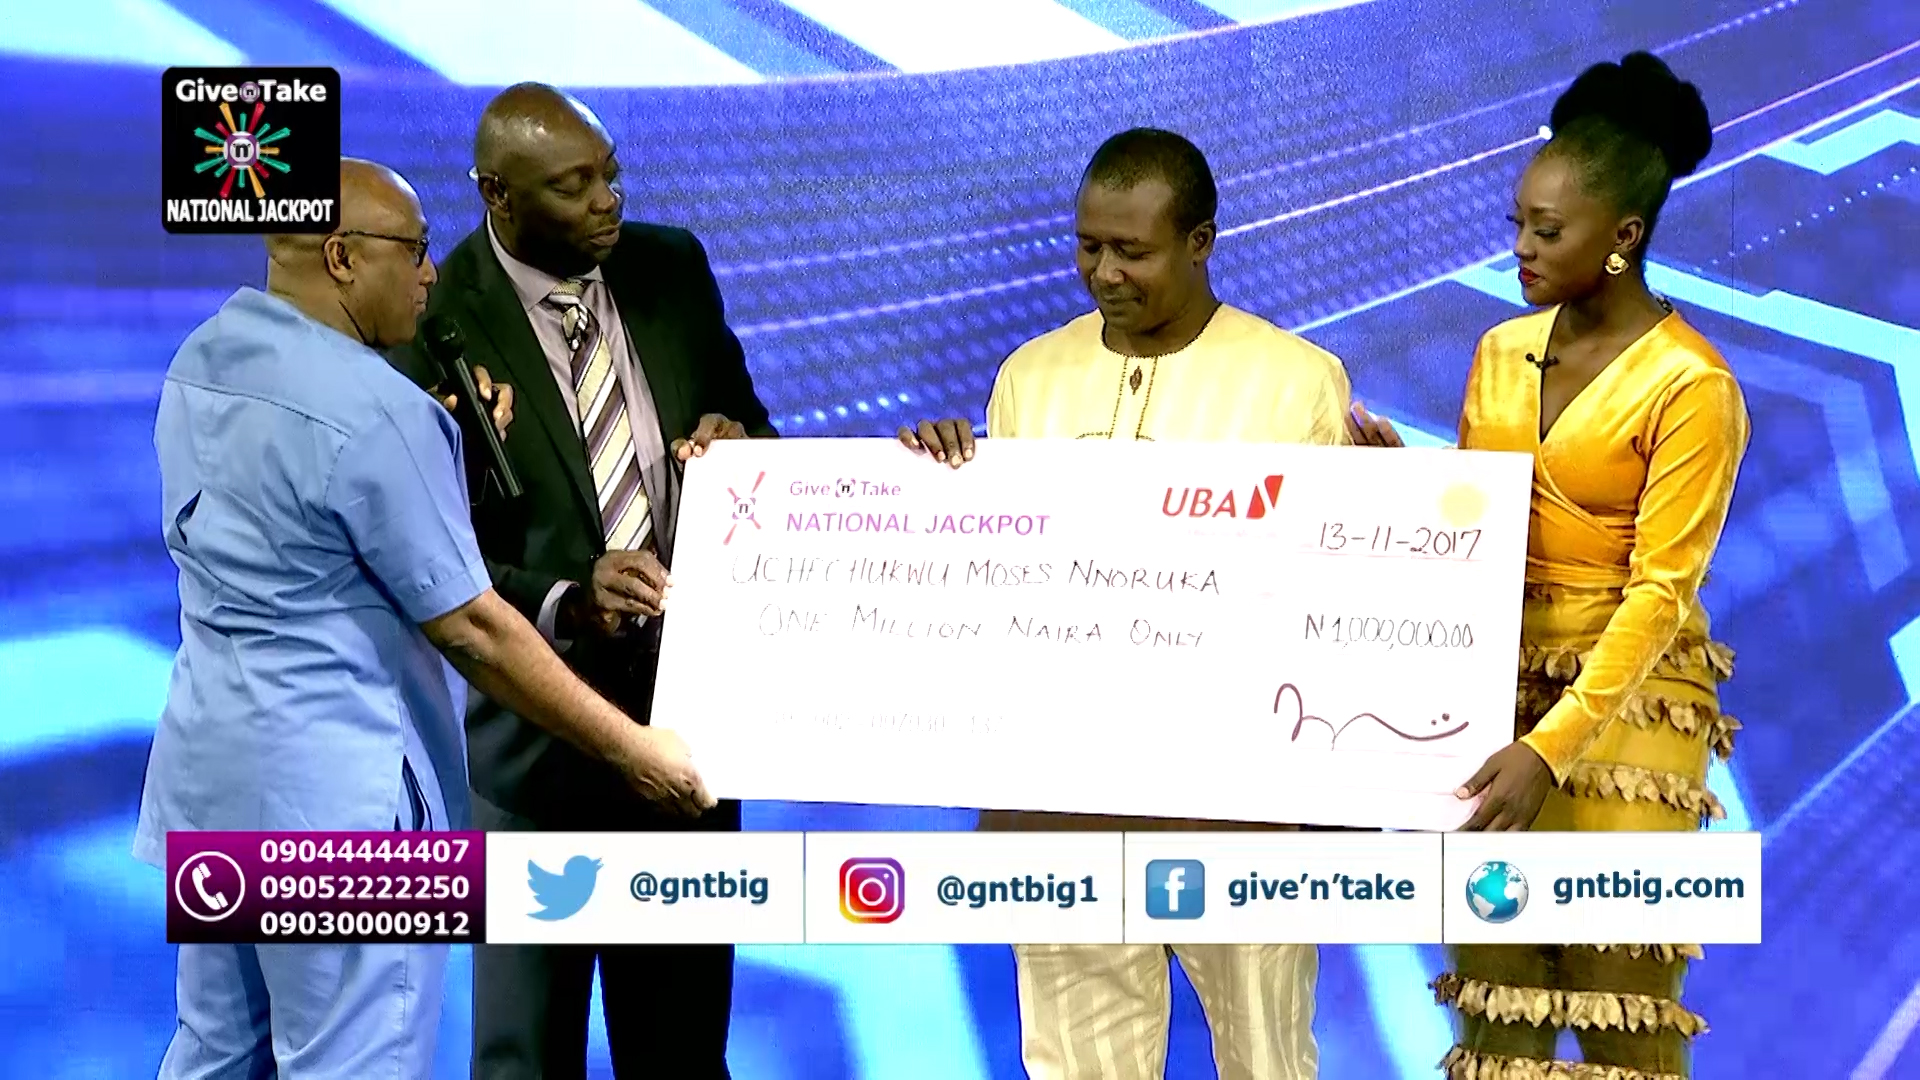 Give 'n' Take
'n'
NATIONAL JACKPOT
Give 'n' Take
'n'
NATIONAL JACKPOT
UBA
13-11-2017
UCHECHUKWU MOSES NNORUKA
ONE MILLION NAIRA ONLY
N1,000,000.00
09044444407
09052222250
09030000912
@gntbig
@gntbig1
give'n'take
gntbig.com